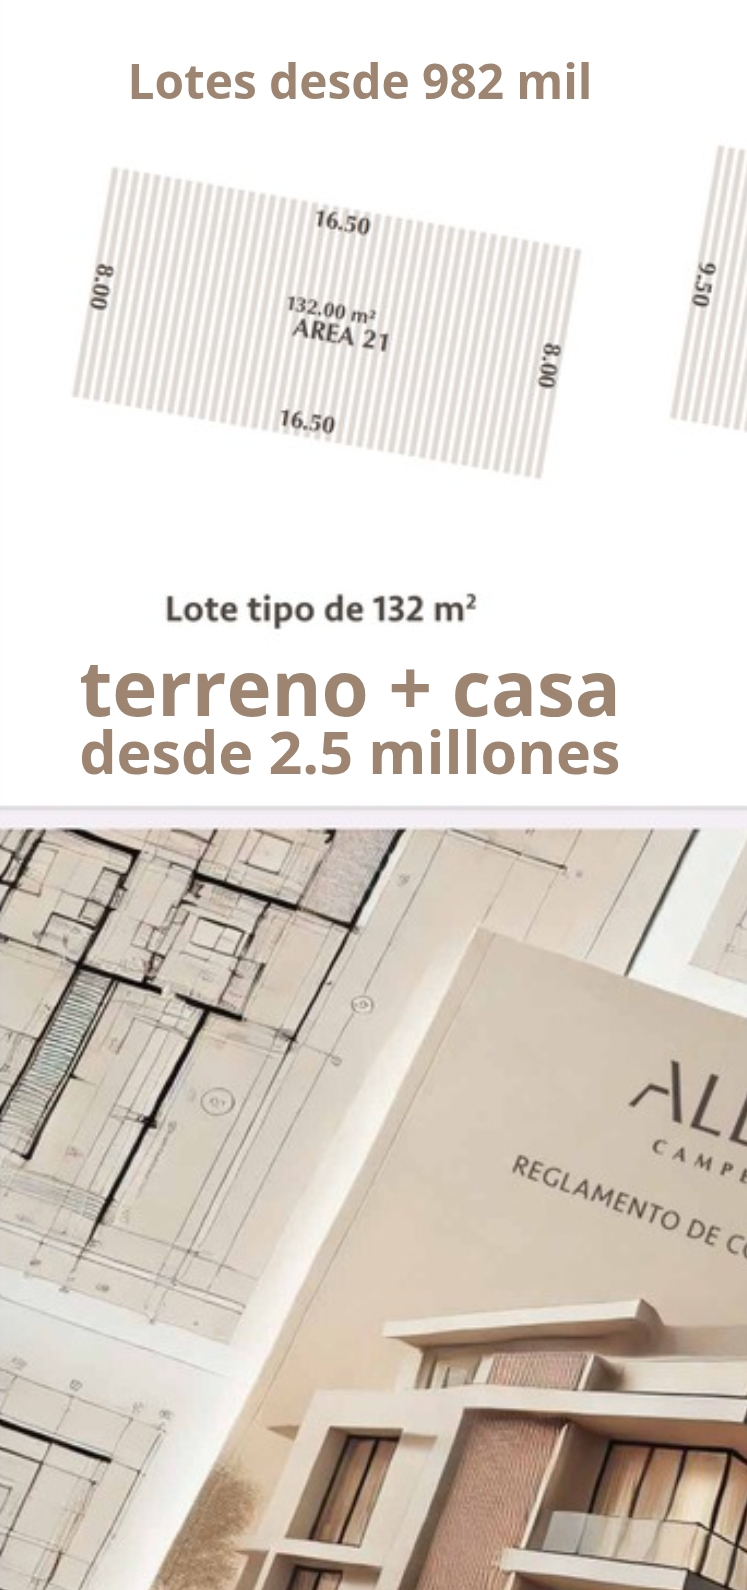 Lotes desde 982 mil
16.50
8.00
9.50
132.00 m²
AREA 21
8.00
16.50
Lote tipo de 132 m²
terreno + casa
desde 2.5 millones
REGLAMENTO DE